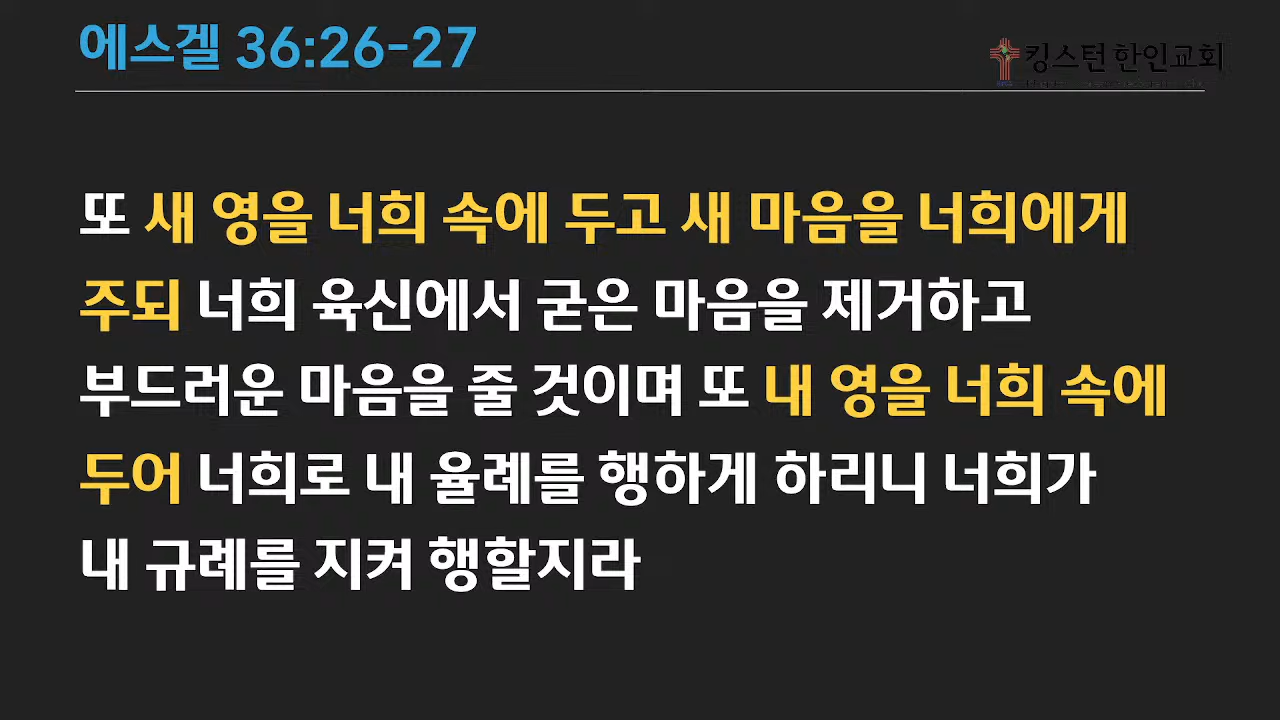 에스겔 36:26-27
킹스턴 한인교회
또 새 영을 너희 속에 두고 새 마음을 너희에게
주되 너희 육신에서 굳은 마음을 제거하고
부드러운 마음을 줄 것이며 또 내 영을 너희 속에
두어 너희로 내 율례를 행하게 하리니 너희가
내 규례를 지켜 행할지라